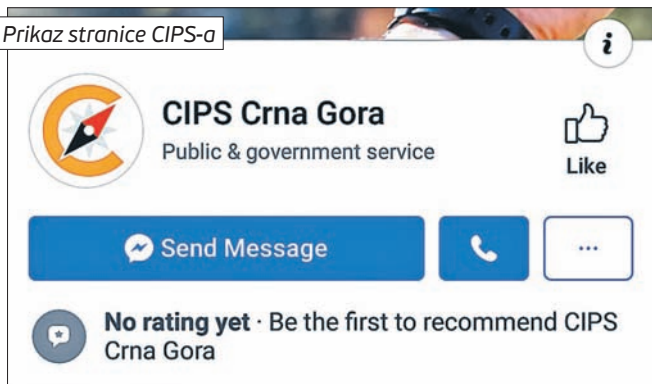 Prikaz stranice CIPS-a
CIPS Crna Gora
Public & government service
Like
Send Message
No rating yet · Be the first to recommend CIPS
Crna Gora